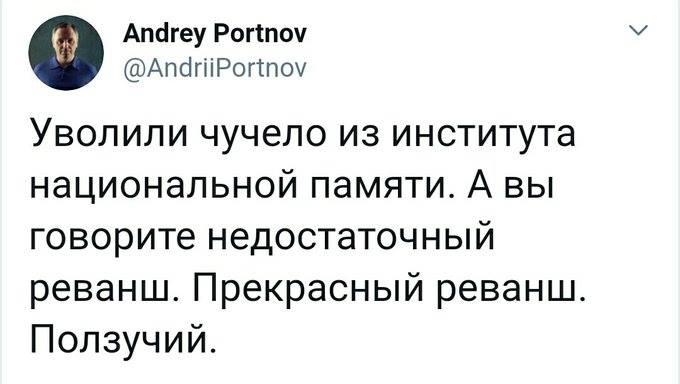 Andrey Portnov
@AndriiPortnov
Уволили чучело из института
национальной памяти. А вы
говорите недостаточный
реванш. Прекрасный реванш.
Ползучий.